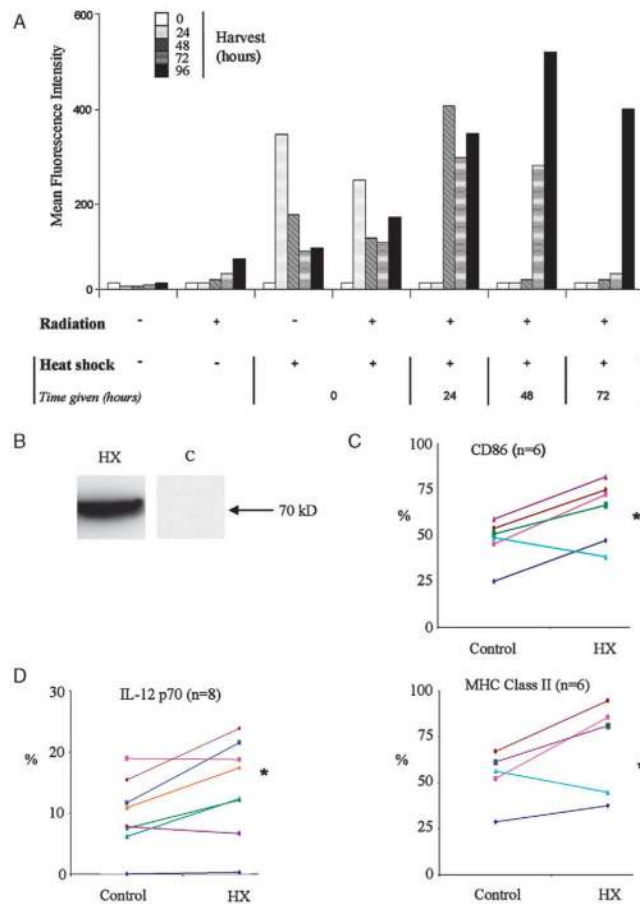 A
600
400
200
0
Mean Fluorescence Intensity
0
24
48
72
96
Harvest
(hours)
Radiation - + - + + + +
Heat shock - - + + + + +
Time given (hours) 0 24 48 72
B
HX C
70 kD
C
CD86 (n=6)
100
75
50
25
0
%
*
Control HX
D
IL-12 p70 (n=8)
30
20
10
0
%
*
Control HX
MHC Class II (n=6)
100
75
50
25
0
%
*
Control HX